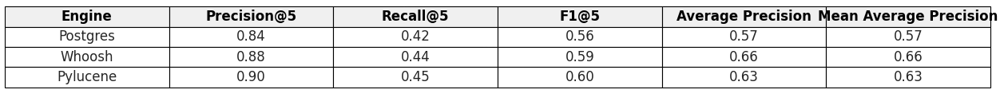 Engine Precision@5 Recall@5 F1@5 Average Precision Mean Average Precision
Postgres 0.84 0.42 0.56 0.57 0.57
Whoosh 0.88 0.44 0.59 0.66 0.66
Pylucene 0.90 0.45 0.60 0.63 0.63